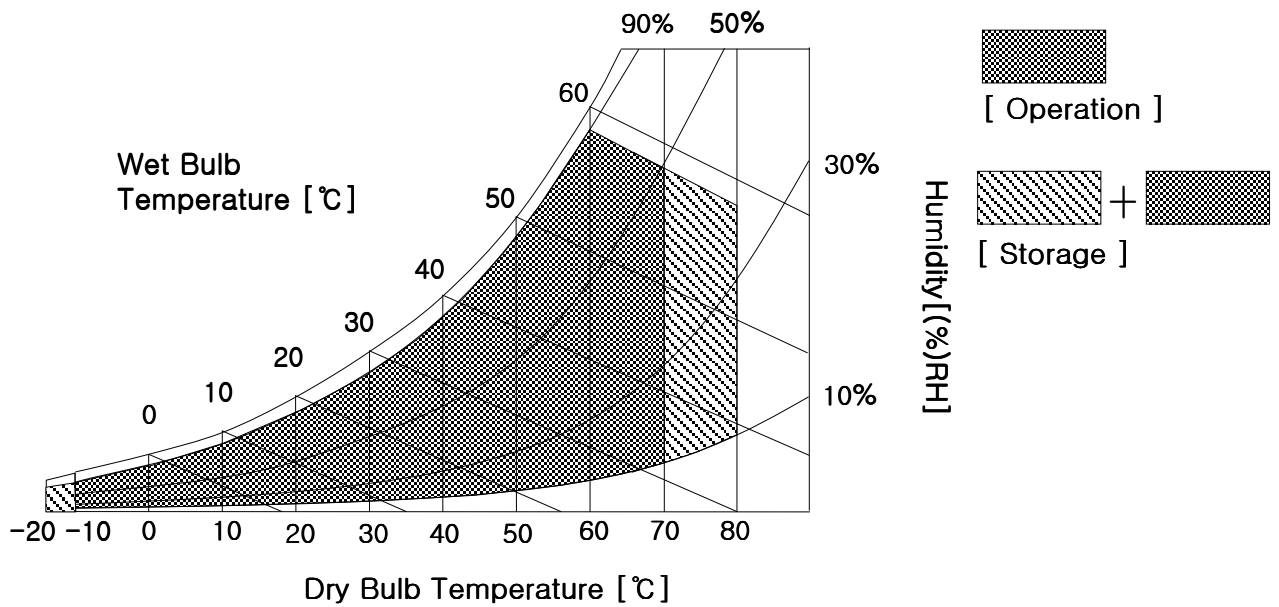 90% 50%
[ Operation ]
60
Wet Bulb
Temperature [℃]
30%
50
[ Storage ]
+
Humidity[(%)RH]
40
30
20
10
0
10%
-20 -10 0 10 20 30 40 50 60 70 80
Dry Bulb Temperature [℃]